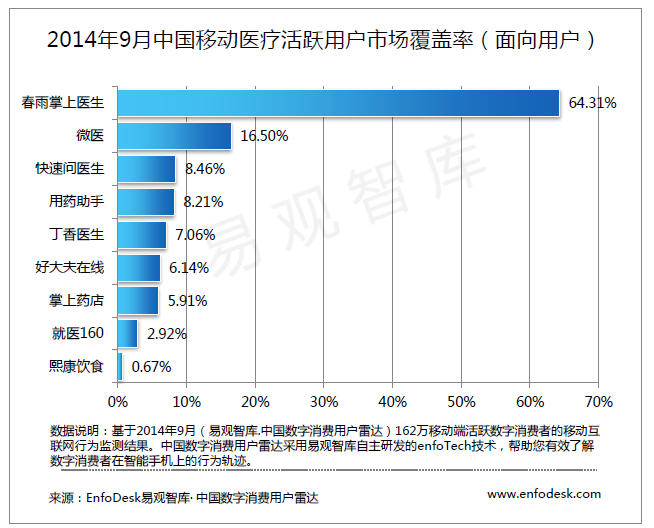 2014年9月中国移动医疗活跃用户市场覆盖率（面向用户）
春雨掌上医生 64.31%
微医 16.50%
快速问医生 8.46%
用药助手 8.21%
丁香医生 7.06%
好大夫在线 6.14%
掌上药店 5.91%
就医160 2.92%
熙康饮食 0.67%
0% 10% 20% 30% 40% 50% 60% 70%
易观智库
数据说明：基于2014年9月（易观智库.中国数字消费用户雷达）162万移动端活跃数字消费者的移动互
联网行为监测结果。中国数字消费用户雷达采用易观智库自主研发的enfoTech技术，帮助您有效了解
数字消费者在智能手机上的行为轨迹。
来源：EnfoDesk易观智库· 中国数字消费用户雷达 www.enfodesk.com